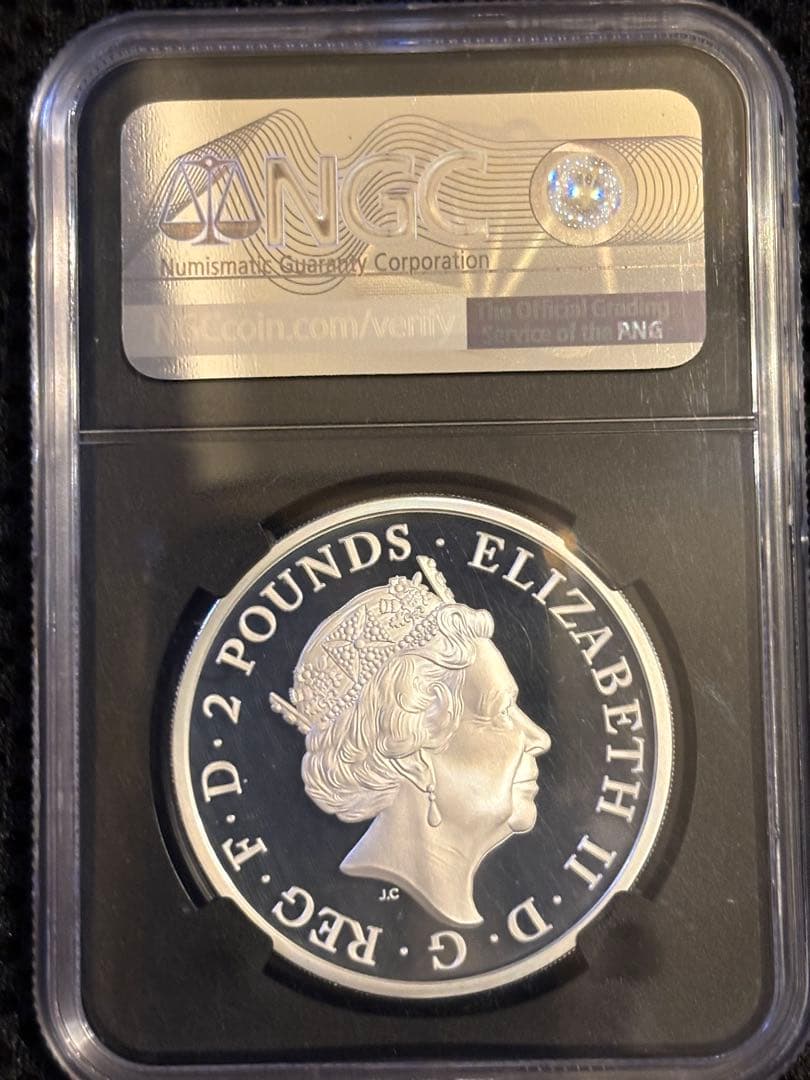 NGC
Numismatic Guaranty Corporation
NGCcoin.com/verify
The Official Grading
Service of the PNG
ELIZABETH II · D · G · REG · F · D · 2 POUNDS ·
J.C